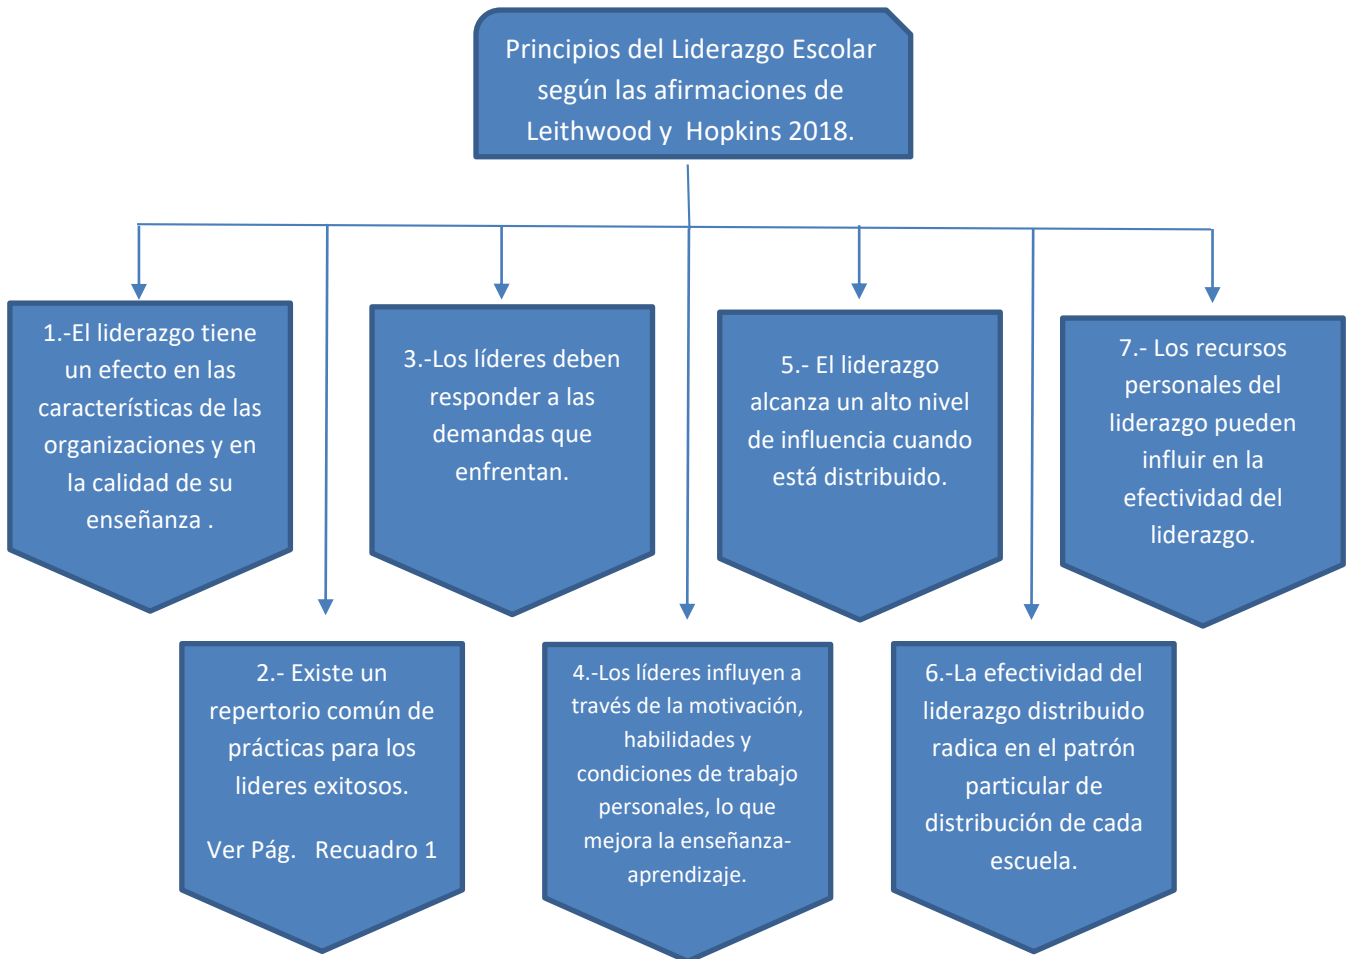 Principios del Liderazgo Escolar
según las afirmaciones de
Leithwood y  Hopkins 2018.
1.-El liderazgo tiene
un efecto en las
características de las
organizaciones y en
la calidad de su
enseñanza .
2.- Existe un
repertorio común de
prácticas para los
lideres exitosos.
Ver Pág.   Recuadro 1
3.-Los líderes deben
responder a las
demandas que
enfrentan.
4.-Los líderes influyen a
través de la motivación,
habilidades y
condiciones de trabajo
personales, lo que
mejora la enseñanza-
aprendizaje.
5.- El liderazgo
alcanza un alto nivel
de influencia cuando
está distribuido.
6.-La efectividad del
liderazgo distribuido
radica en el patrón
particular de
distribución de cada
escuela.
7.- Los recursos
personales del
liderazgo pueden
influir en la
efectividad del
liderazgo.